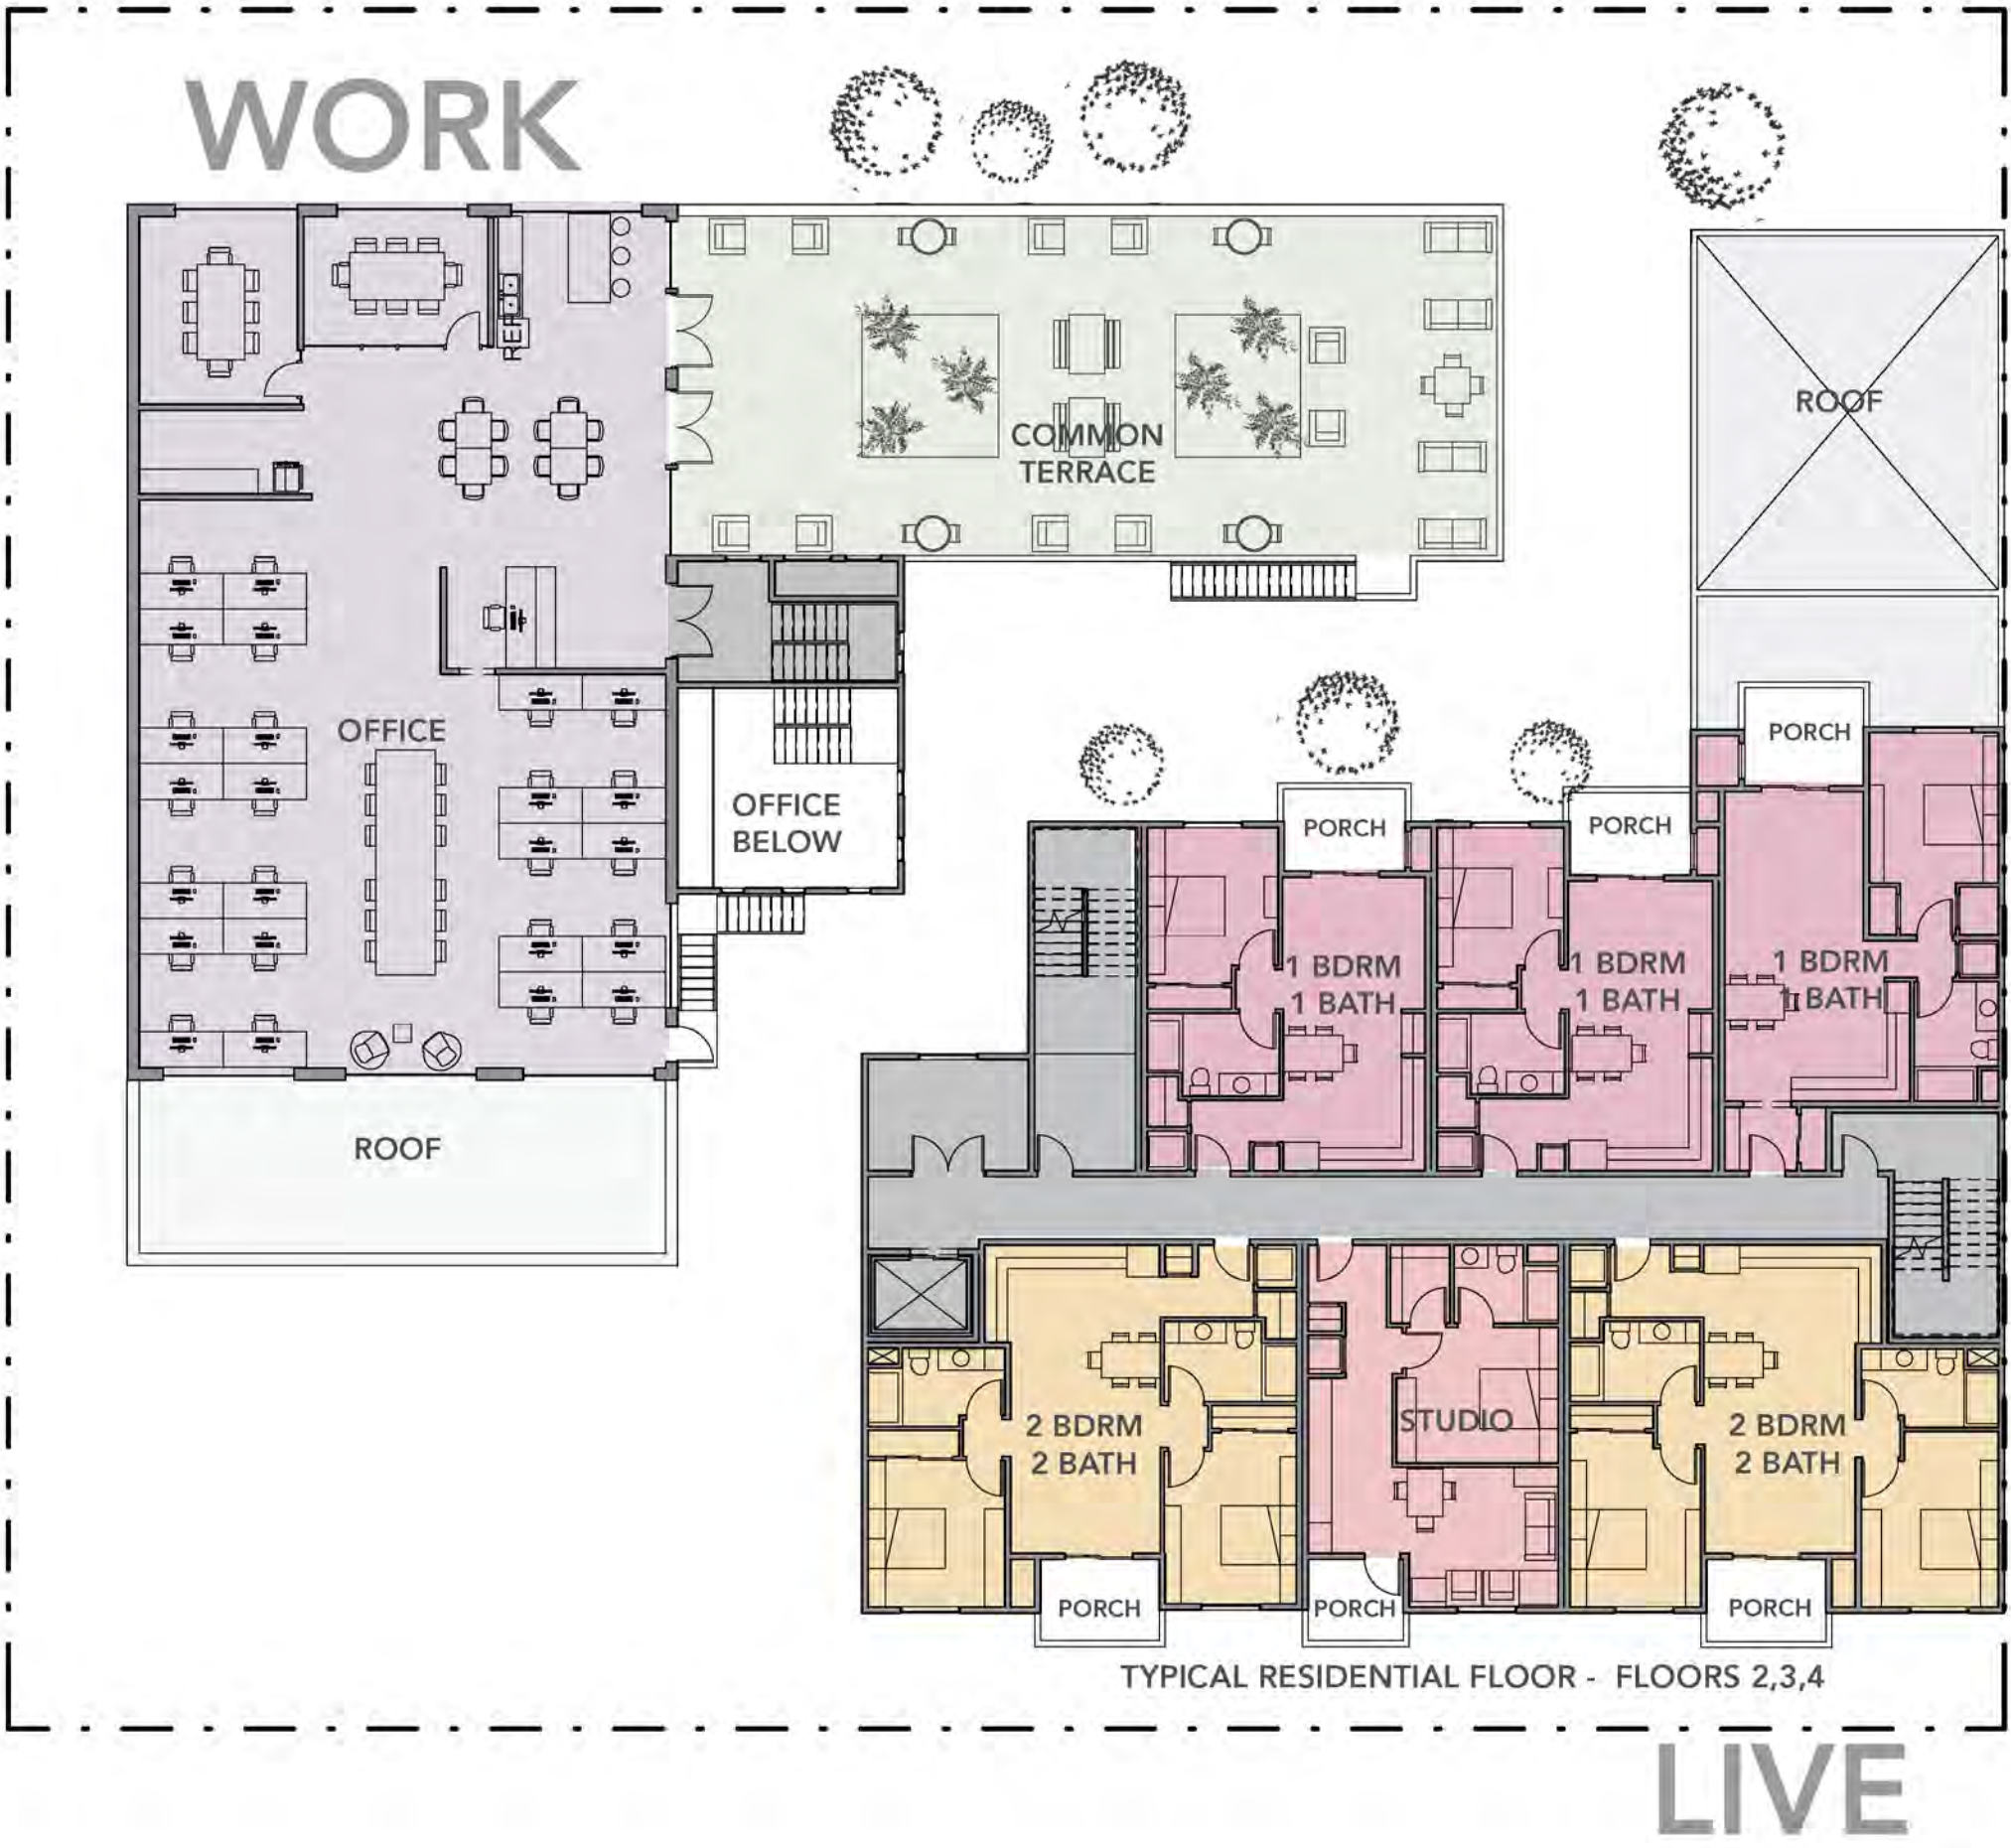 WORK
REF
COMMON
TERRACE
ROOF
OFFICE
OFFICE
BELOW
PORCH
PORCH
PORCH
1 BDRM
1 BATH
1 BDRM
1 BATH
1 BDRM
1 BATH
ROOF
2 BDRM
2 BATH
STUDIO
2 BDRM
2 BATH
PORCH
PORCH
PORCH
TYPICAL RESIDENTIAL FLOOR - FLOORS 2,3,4
LIVE